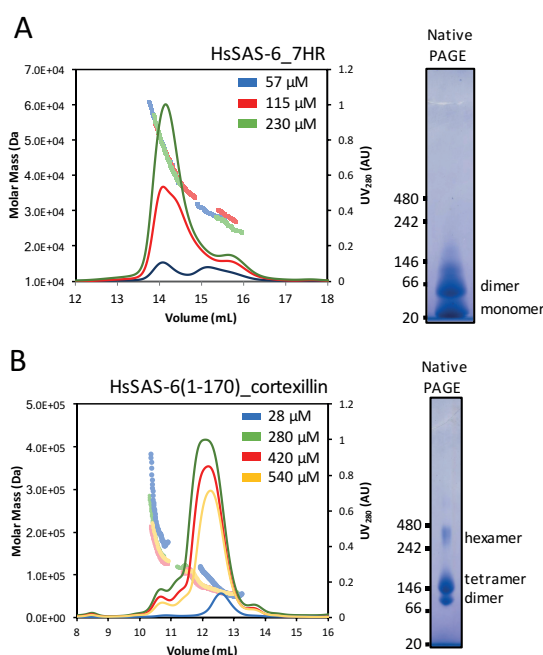 A
HsSAS-6_7HR
Native
PAGE
7.0E+04
6.0E+04
5.0E+04
4.0E+04
3.0E+04
2.0E+04
1.0E+04
Molar Mass (Da
57 µM
115 µM
230 µM
1.2
1
0.8
0.6
0.4
0.2
0
UV280 (AU)
12 13 14 15 16 17 18
Volume (mL)
480
242
146
66
20
dimer
monomer
B
HsSAS-6(1-170)_cortexillin
Native
PAGE
5.0E+05
4.0E+05
3.0E+05
2.0E+05
1.0E+05
0.0E+00
Molar Mass (Da)
28 µM
280 µM
420 µM
540 µM
1.2
1
0.8
0.6
0.4
0.2
0
UV280 (AU)
8 9 10 11 12 13 14 15 16
Volume (mL)
480
242
146
66
20
hexamer
tetramer
dimer